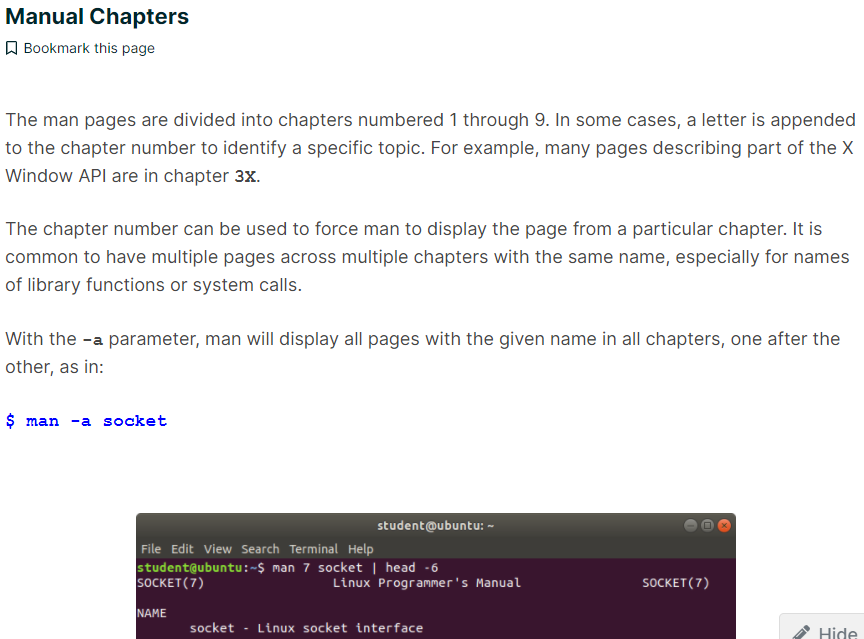 Manual Chapters
Bookmark this page
The man pages are divided into chapters numbered 1 through 9. In some cases, a letter is appended
to the chapter number to identify a specific topic. For example, many pages describing part of the X
Window API are in chapter 3X.
The chapter number can be used to force man to display the page from a particular chapter. It is
common to have multiple pages across multiple chapters with the same name, especially for names
of library functions or system calls.
With the -a parameter, man will display all pages with the given name in all chapters, one after the
other, as in:
$ man -a socket
student@ubuntu: ~
File Edit View Search Terminal Help
student@ubuntu:~$ man 7 socket | head -6
SOCKET(7) Linux Programmer's Manual SOCKET(7)
NAME
socket - Linux socket interface
Hide